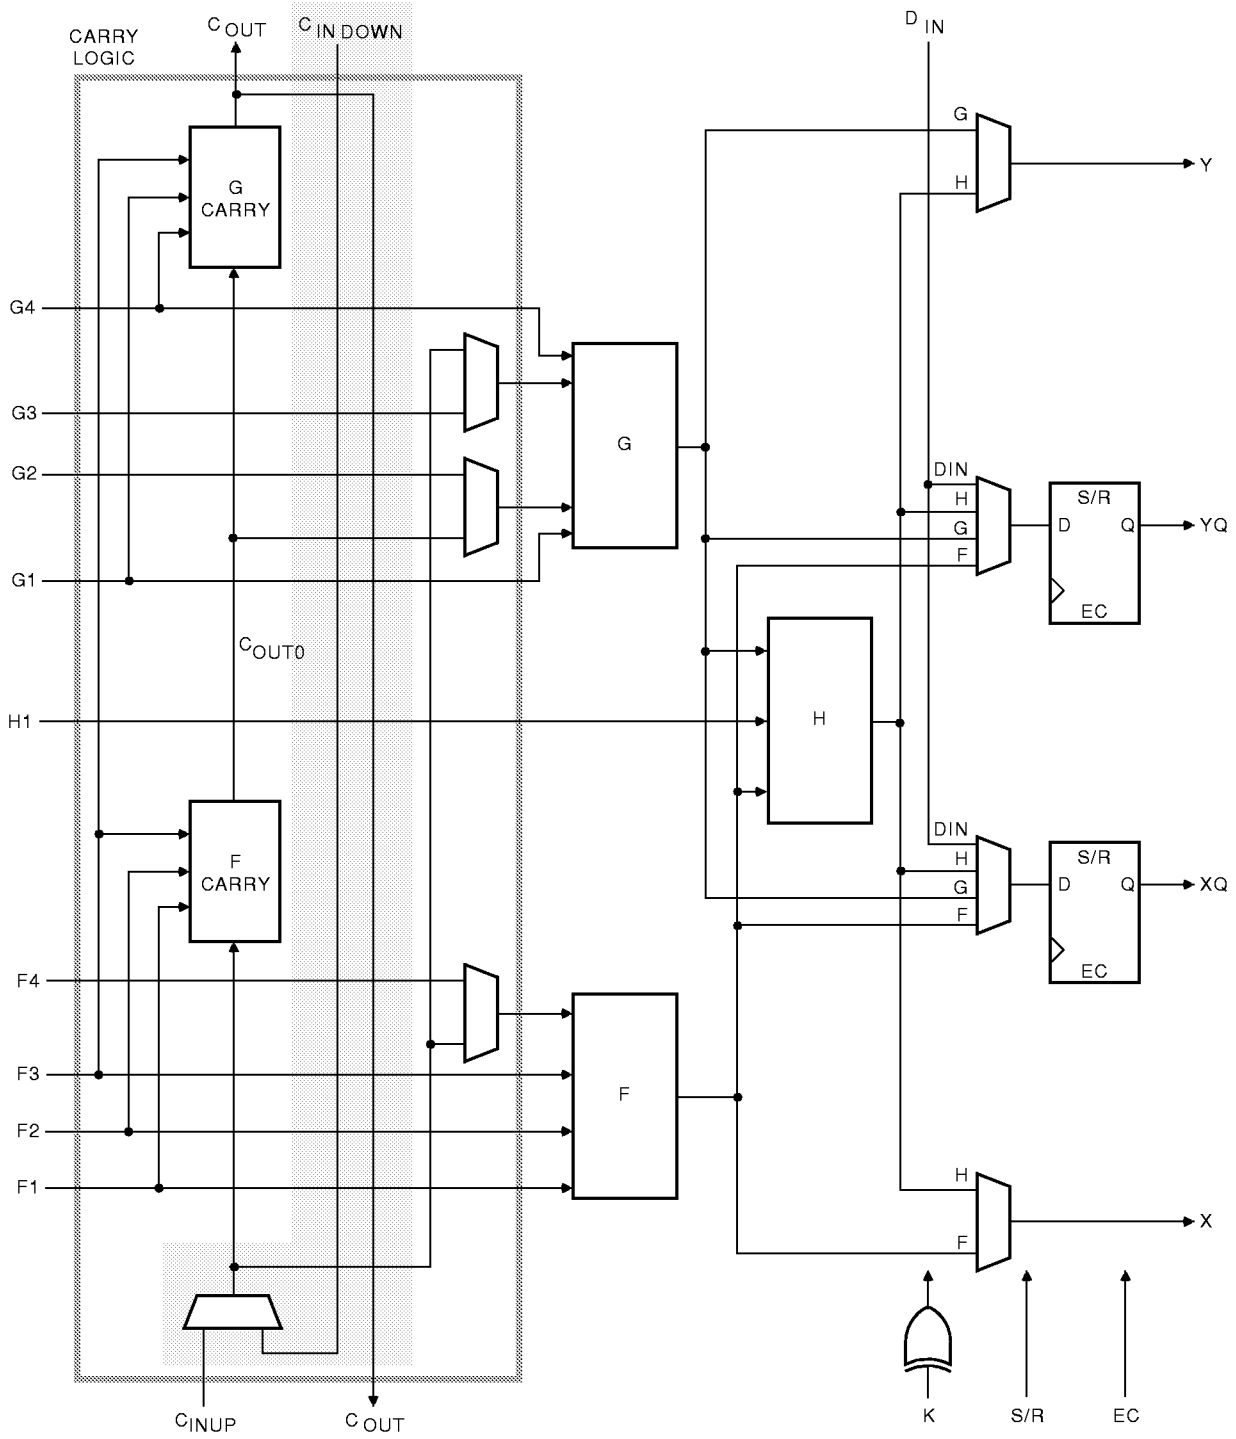 C OUT
C IN DOWN
D IN
CARRY
LOGIC
G
Y
G
CARRY
H
G4
G3
G
G2
DIN
S/R
H
D
Q
YQ
G
F
G1
EC
C OUT0
H1
H
DIN
S/R
F
CARRY
H
D
Q
XQ
G
F
EC
F4
F3
F
F2
F1
H
X
F
C INUP
C OUT
K
S/R
EC